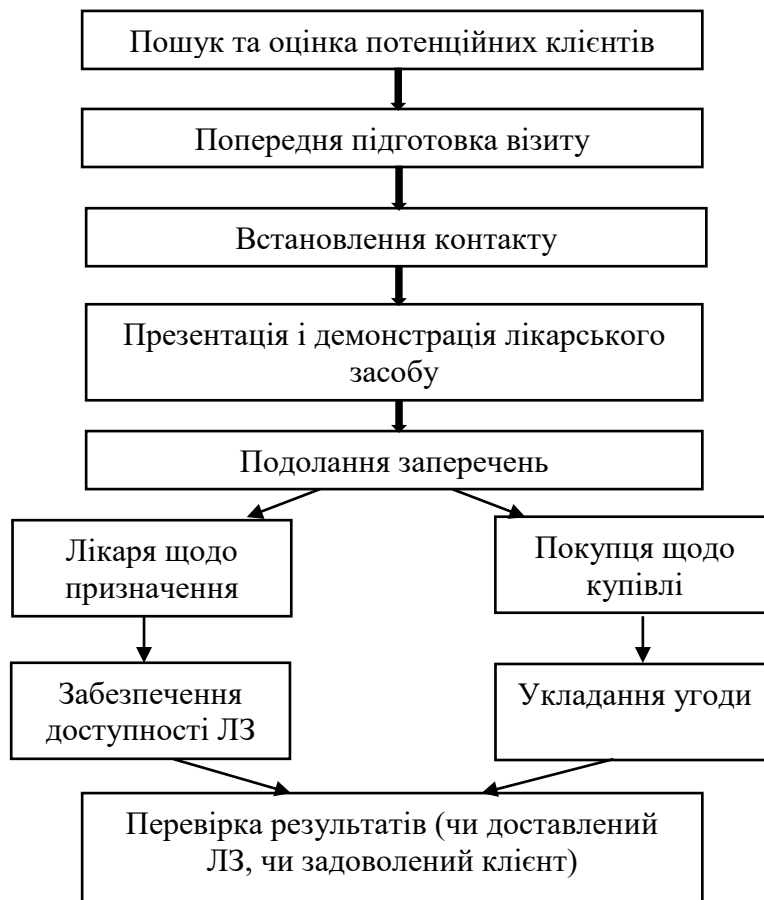 Пошук та оцінка потенційних клієнтів
Попередня підготовка візиту
Встановлення контакту
Презентація і демонстрація лікарського
засобу
Подолання заперечень
Лікаря щодо
призначення
Покупця щодо
купівлі
Забезпечення
доступності ЛЗ
Укладання угоди
Перевірка результатів (чи доставлений
ЛЗ, чи задоволений клієнт)